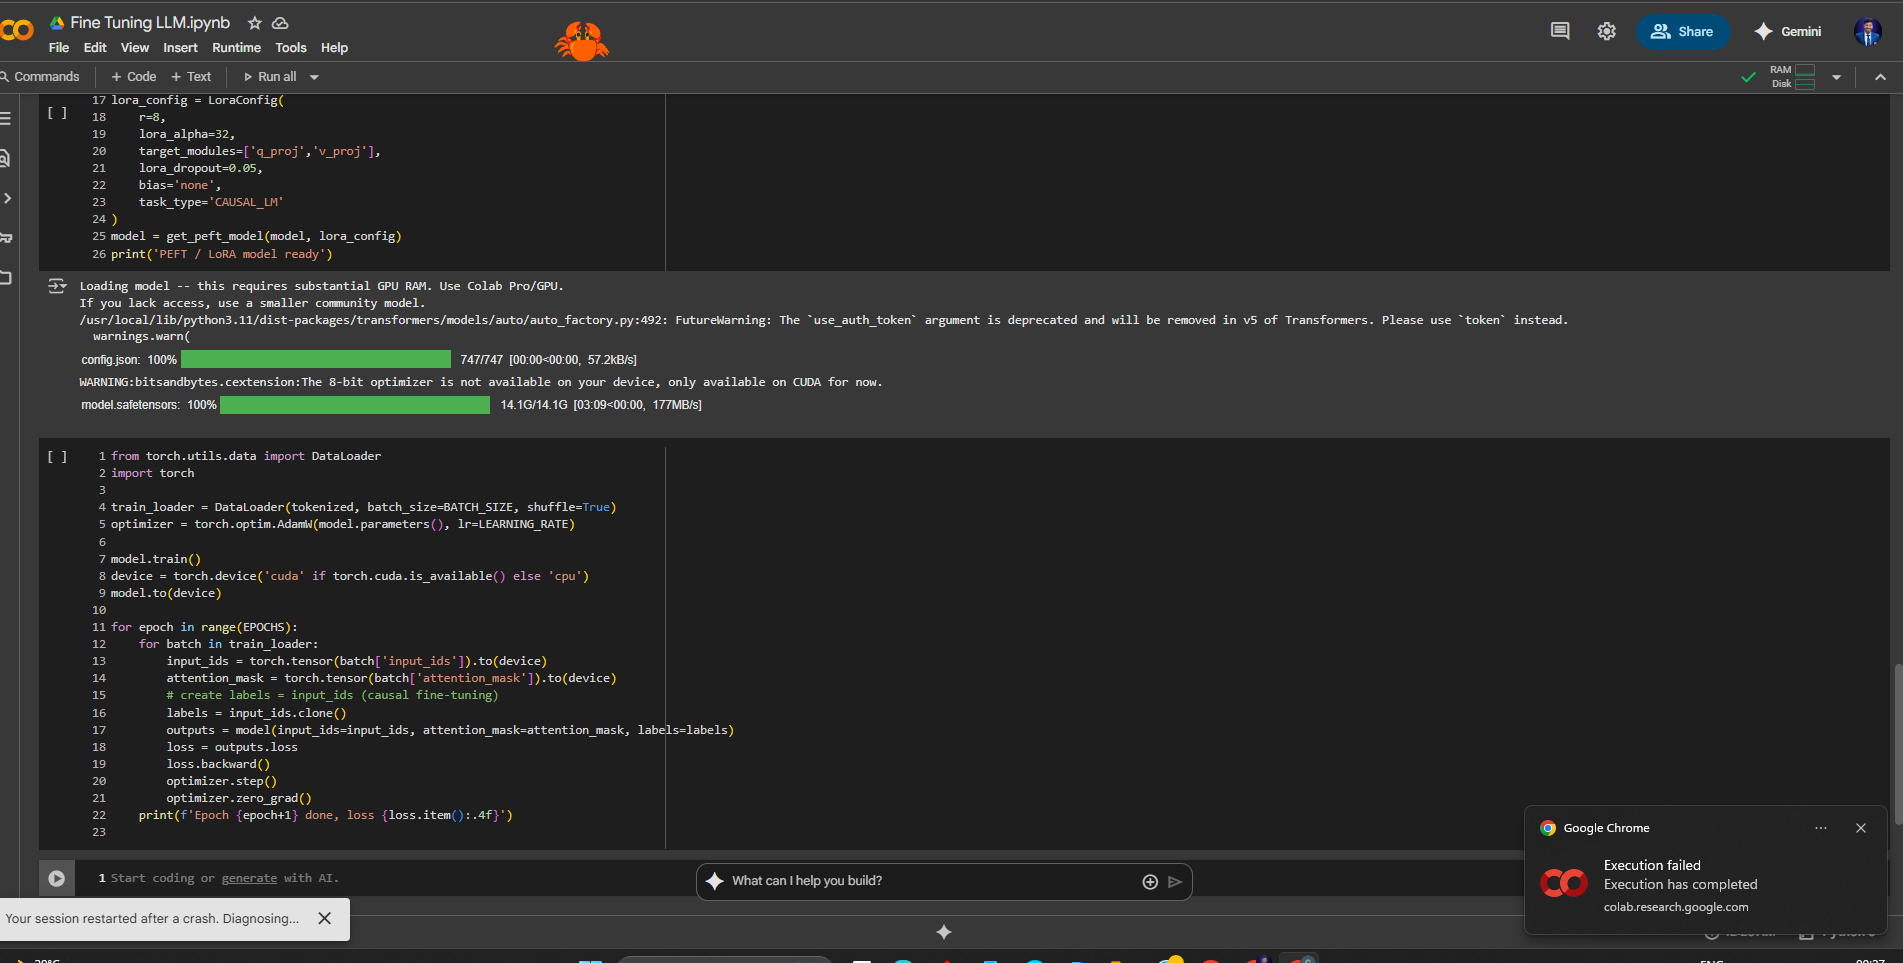 Fine Tuning LLM.ipynb
File Edit View Insert Runtime Tools Help
Share
Gemini
Commands
+ Code + Text
Run all
RAM
Disk
[ ]
17 lora_config = LoraConfig(
18     r=8,
19     lora_alpha=32,
20     target_modules=['q_proj','v_proj'],
21     lora_dropout=0.05,
22     bias='none',
23     task_type='CAUSAL_LM'
24 )
25 model = get_peft_model(model, lora_config)
26 print('PEFT / LoRA model ready')
Loading model -- this requires substantial GPU RAM. Use Colab Pro/GPU.
If you lack access, use a smaller community model.
/usr/local/lib/python3.11/dist-packages/transformers/models/auto/auto_factory.py:492: FutureWarning: The `use_auth_token` argument is deprecated and will be removed in v5 of Transformers. Please use `token` instead.
  warnings.warn(
config.json: 100% 747/747 [00:00<00:00, 57.2kB/s]
WARNING:bitsandbytes.cextension:The 8-bit optimizer is not available on your device, only available on CUDA for now.
model.safetensors: 100% 14.1G/14.1G [03:09<00:00, 177MB/s]
[ ]
1 from torch.utils.data import DataLoader
2 import torch
3
4 train_loader = DataLoader(tokenized, batch_size=BATCH_SIZE, shuffle=True)
5 optimizer = torch.optim.AdamW(model.parameters(), lr=LEARNING_RATE)
6
7 model.train()
8 device = torch.device('cuda' if torch.cuda.is_available() else 'cpu')
9 model.to(device)
10
11 for epoch in range(EPOCHS):
12     for batch in train_loader:
13         input_ids = torch.tensor(batch['input_ids']).to(device)
14         attention_mask = torch.tensor(batch['attention_mask']).to(device)
15         # create labels = input_ids (causal fine-tuning)
16         labels = input_ids.clone()
17         outputs = model(input_ids=input_ids, attention_mask=attention_mask, labels=labels)
18         loss = outputs.loss
19         loss.backward()
20         optimizer.step()
21         optimizer.zero_grad()
22     print(f'Epoch {epoch+1} done, loss {loss.item():.4f}')
23
1 Start coding or generate with AI.
What can I help you build?
Google Chrome
Execution failed
Execution has completed
colab.research.google.com
Your session restarted after a crash. Diagnosing...